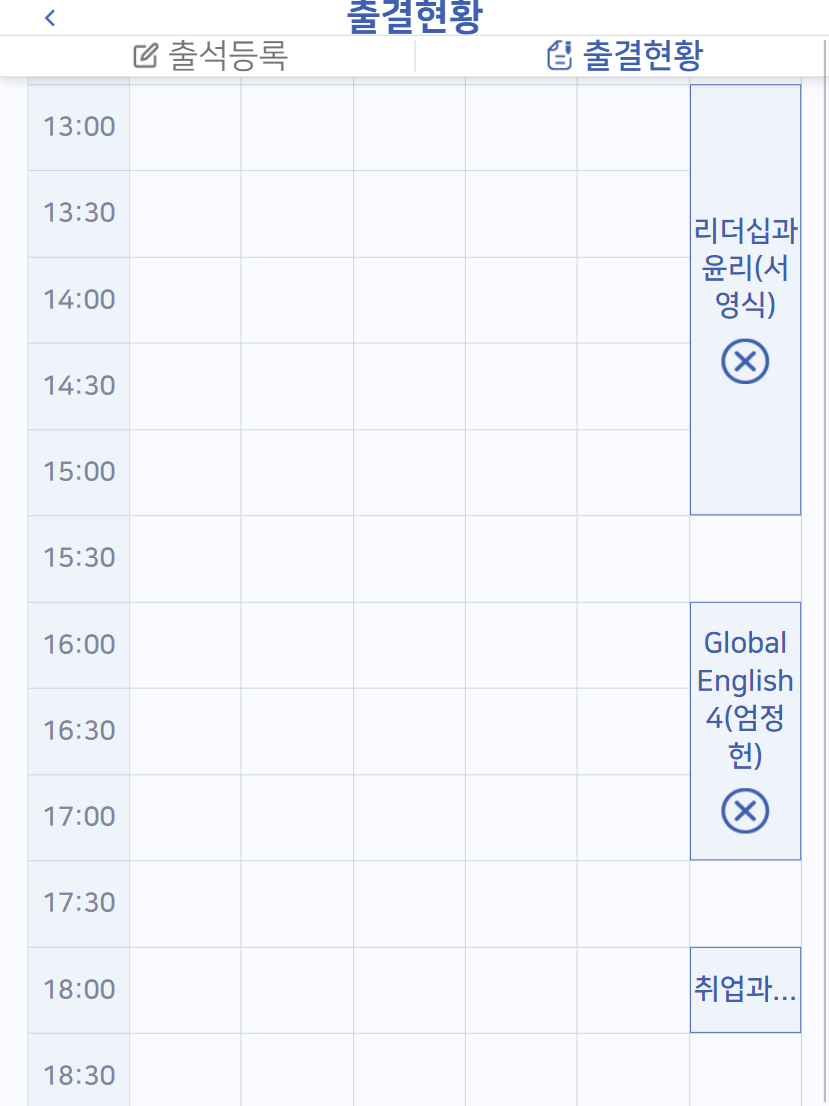 출결현황
출석등록
출결현황
13:00
13:30
리더십과
윤리(서
영식)
14:00
14:30
15:00
15:30
16:00
Global
English
4(엄정
헌)
16:30
17:00
17:30
18:00
취업과...
18:30